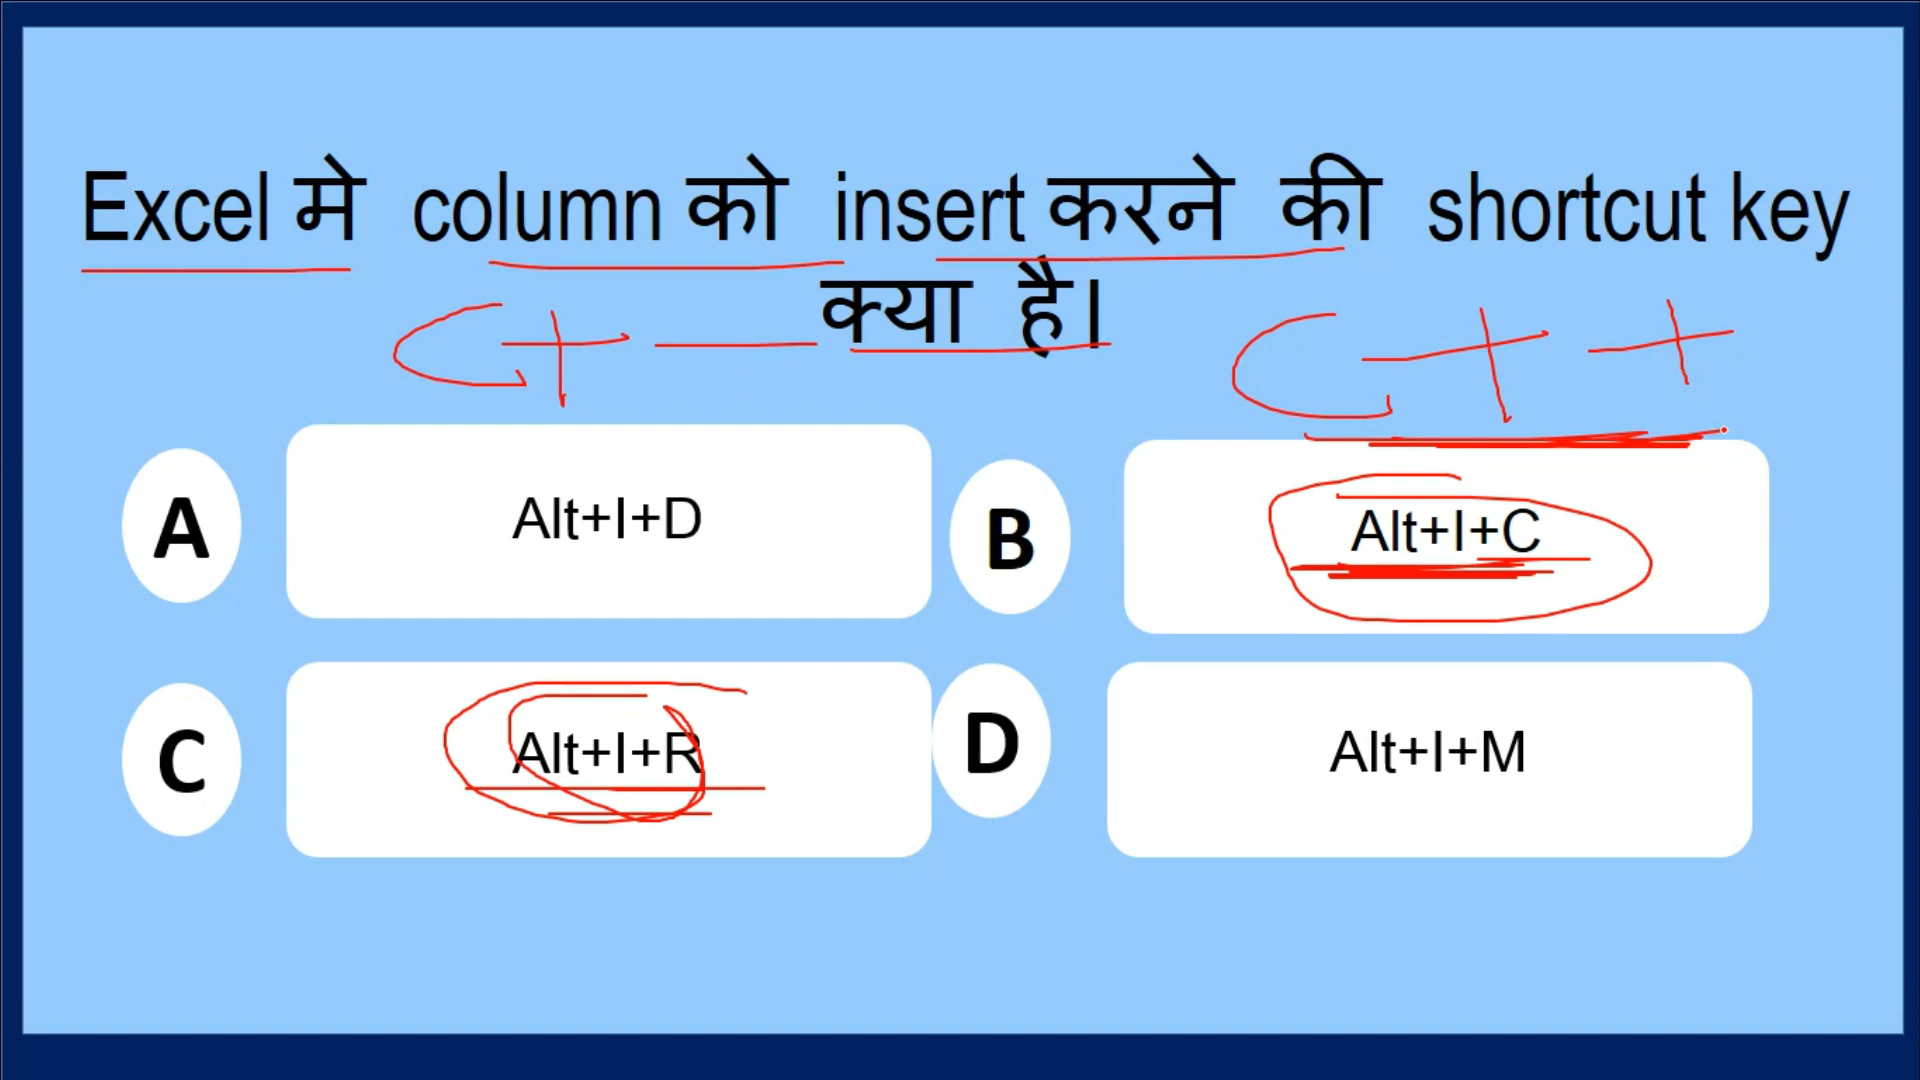 Excel मे column को insert करने की shortcut key
क्या है।
C+ —
C++
A
Alt+I+D
B
Alt+I+C
C
Alt+I+R
D
Alt+I+M